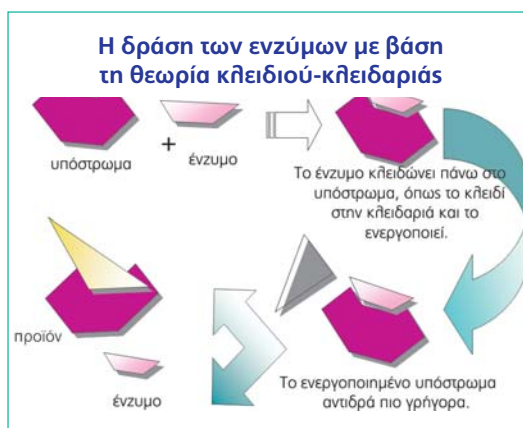 Η δράση των ενζύμων με βάση
τη θεωρία κλειδιού-κλειδαριάς
υπόστρωμα
+
ένζυμο
Το ένζυμο κλειδώνει πάνω στο
υπόστρωμα, όπως το κλειδί
στην κλειδαριά και το
ενεργοποιεί.
προϊόν
ένζυμο
Το ενεργοποιημένο υπόστρωμα
αντιδρά πιο γρήγορα.